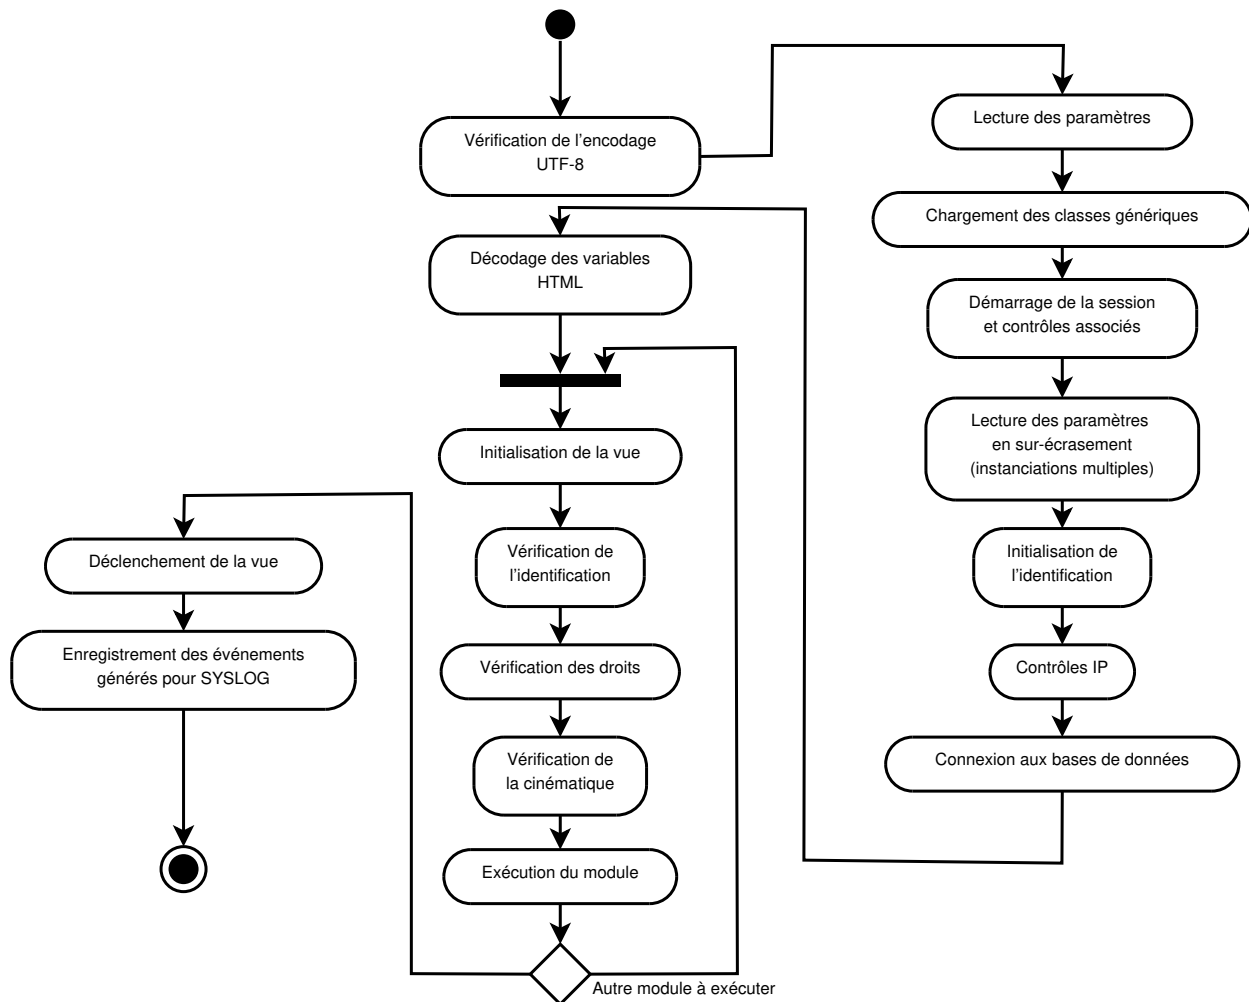 Vérification de l'encodage
UTF-8
Lecture des paramètres
Chargement des classes génériques
Démarrage de la session
et contrôles associés
Lecture des paramètres
en sur-écrasement
(instanciations multiples)
Initialisation de
l'identification
Contrôles IP
Connexion aux bases de données
Décodage des variables
HTML
Initialisation de la vue
Vérification de
l'identification
Vérification des droits
Vérification de
la cinématique
Exécution du module
Autre module à exécuter
Déclenchement de la vue
Enregistrement des événements
générés pour SYSLOG